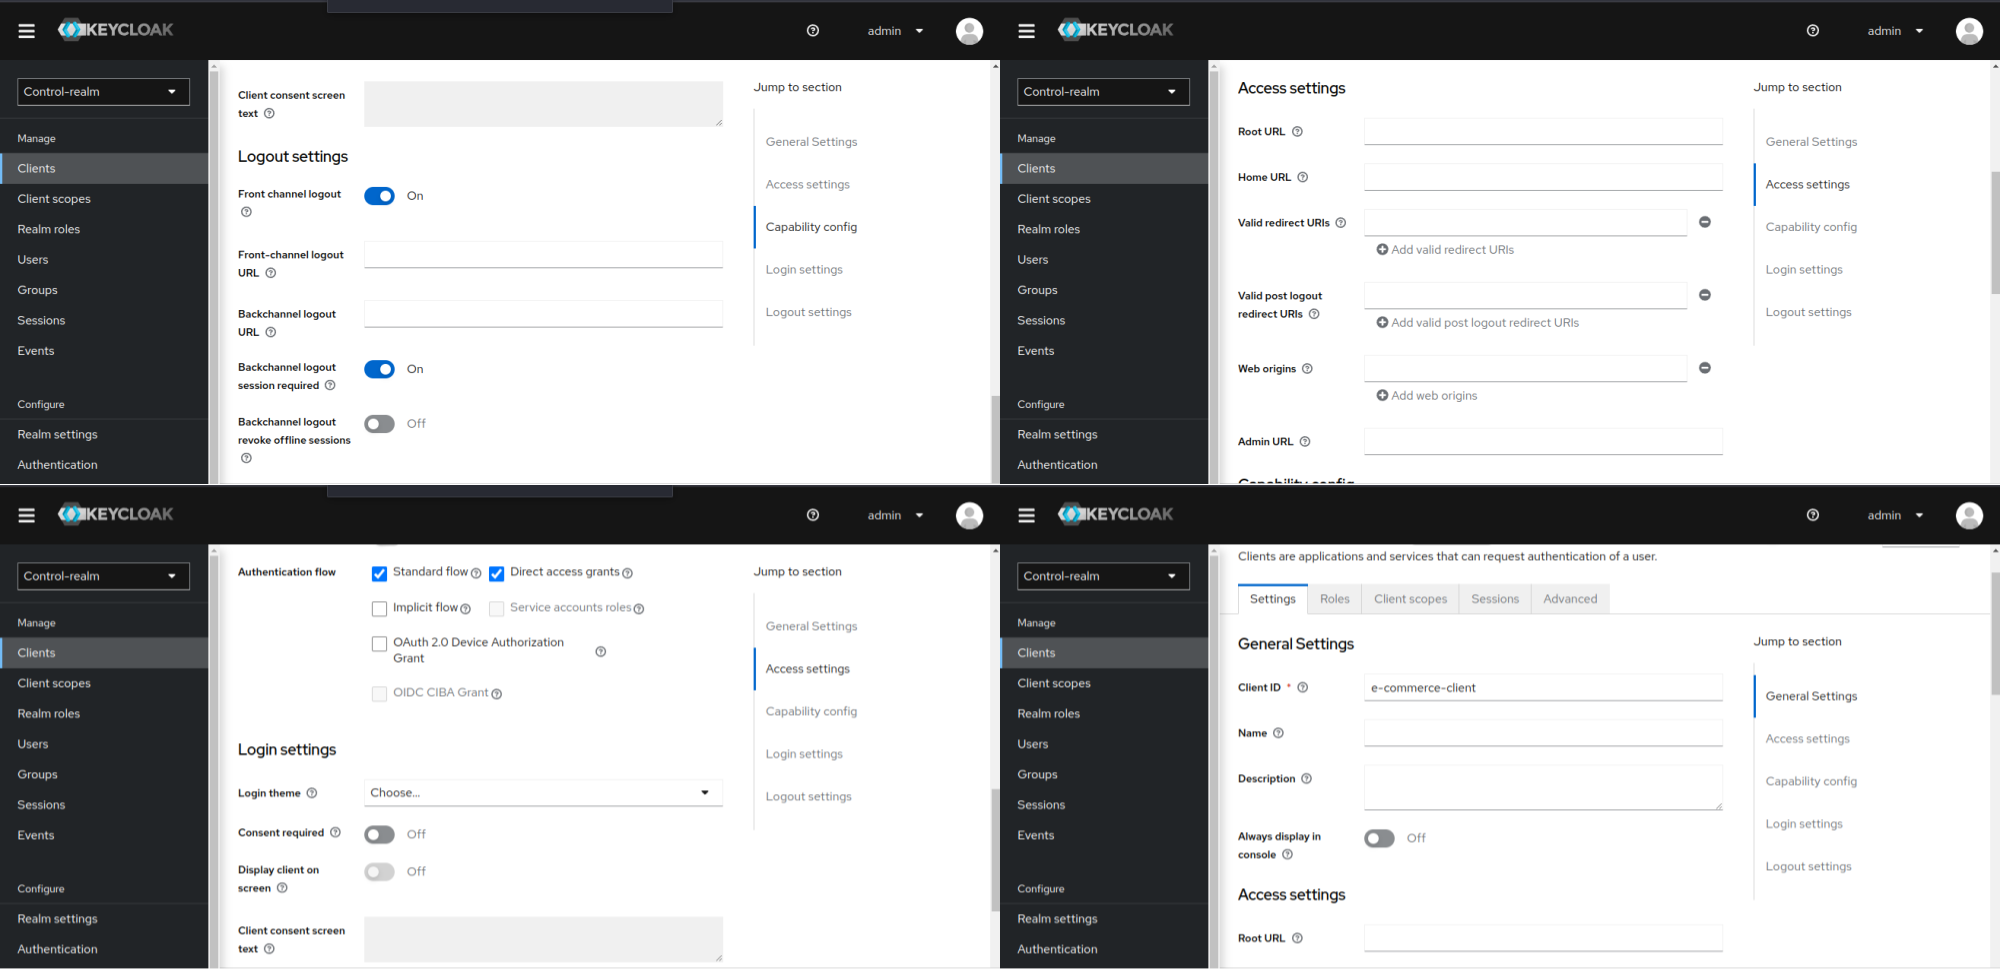 KEYCLOAK
admin
Control-realm
Manage
Clients
Client scopes
Realm roles
Users
Groups
Sessions
Events
Configure
Realm settings
Authentication
Client consent screen
text
Logout settings
Front channel logout
On
Front-channel logout
URL
Backchannel logout
URL
Backchannel logout
session required
On
Backchannel logout
revoke offline sessions
Off
Jump to section
General Settings
Access settings
Capability config
Login settings
Logout settings
KEYCLOAK
admin
Control-realm
Manage
Clients
Client scopes
Realm roles
Users
Groups
Sessions
Events
Configure
Realm settings
Authentication
Access settings
Root URL
Home URL
Valid redirect URIs
Add valid redirect URIs
Valid post logout
redirect URIs
Add valid post logout redirect URIs
Web origins
Add web origins
Admin URL
Capability config
Jump to section
General Settings
Access settings
Capability config
Login settings
Logout settings
KEYCLOAK
admin
Control-realm
Manage
Clients
Client scopes
Realm roles
Users
Groups
Sessions
Events
Configure
Realm settings
Authentication
Authentication flow
Standard flow Direct access grants
Implicit flow Service accounts roles
OAuth 2.0 Device Authorization
Grant
OIDC CIBA Grant
Login settings
Login theme
Choose...
Consent required
Off
Display client on
screen
Off
Client consent screen
text
Jump to section
General Settings
Access settings
Capability config
Login settings
Logout settings
KEYCLOAK
admin
Control-realm
Manage
Clients
Client scopes
Realm roles
Users
Groups
Sessions
Events
Configure
Realm settings
Authentication
Clients are applications and services that can request authentication of a user.
Settings Roles Client scopes Sessions Advanced
General Settings
Client ID *
e-commerce-client
Name
Description
Always display in
console
Off
Access settings
Root URL
Jump to section
General Settings
Access settings
Capability config
Login settings
Logout settings